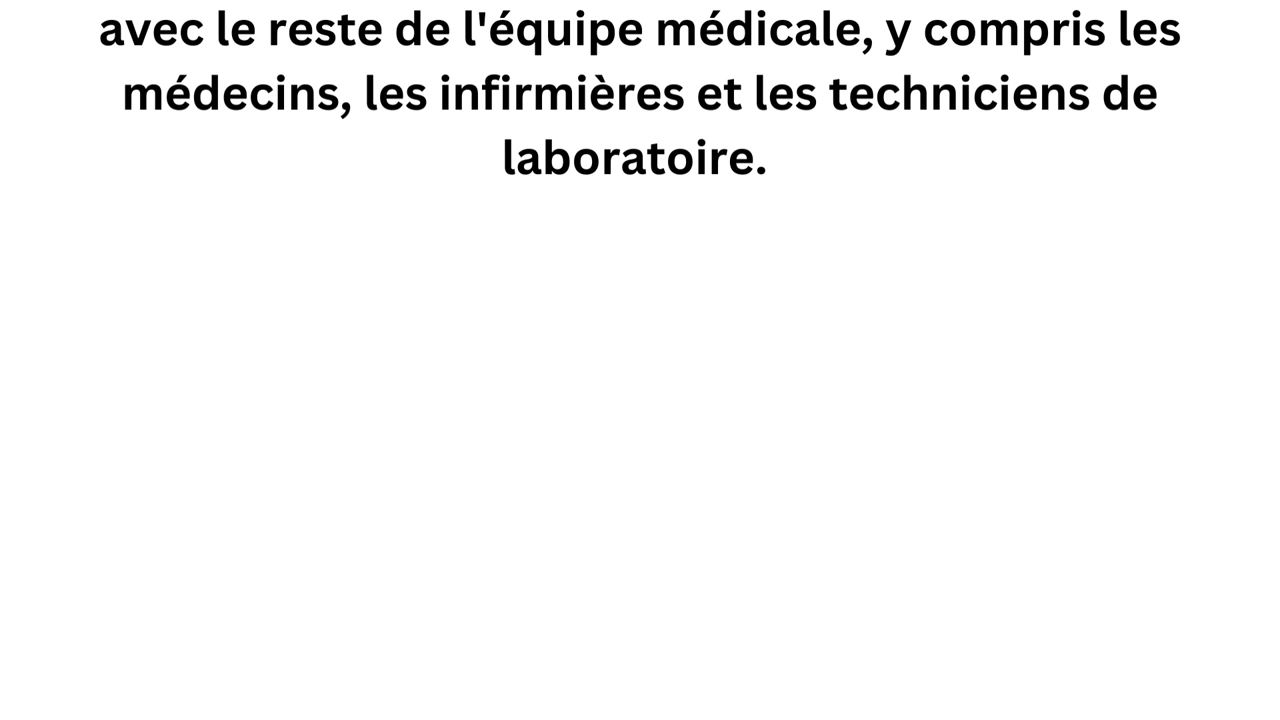 avec le reste de l'équipe médicale, y compris les
médecins, les infirmières et les techniciens de
laboratoire.